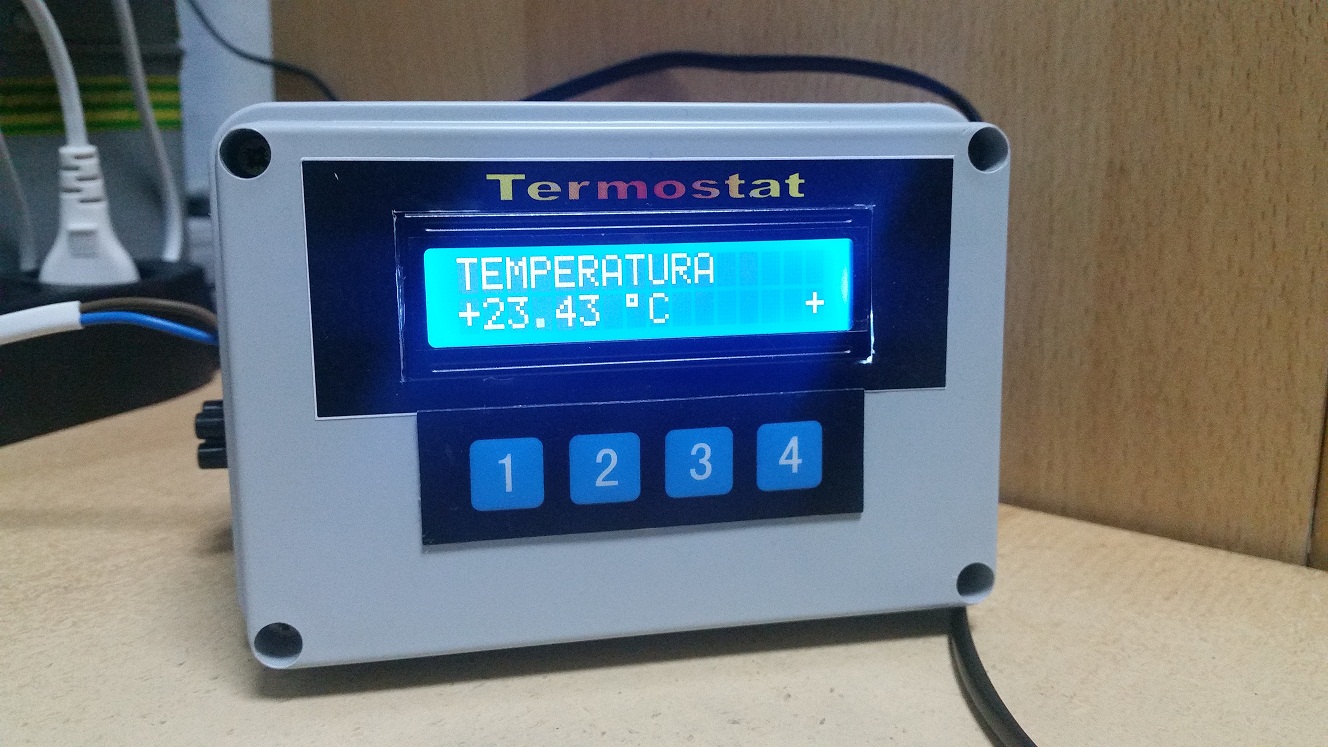 Termostat
TEMPERATURA
+23.43 °C +
1 2 3 4